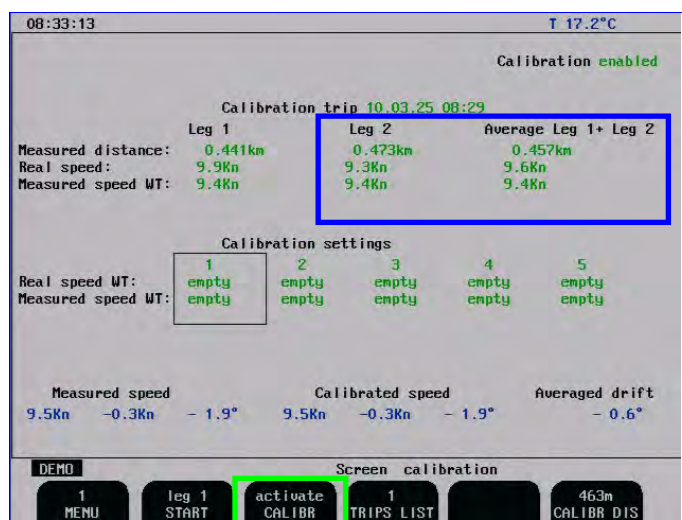 08:33:13 T 17.2°C
Calibration enabled
Calibration trip 10.03.25 08:29
Leg 1 Leg 2 Average Leg 1+ Leg 2
Measured distance: 0.441km 0.473km 0.457km
Real speed: 9.9Kn 9.3Kn 9.6Kn
Measured speed WT: 9.4Kn 9.4Kn 9.4Kn
Calibration settings
1 2 3 4 5
Real speed WT: empty empty empty empty empty
Measured speed WT: empty empty empty empty empty
Measured speed Calibrated speed Averaged drift
9.5Kn -0.3Kn - 1.9° 9.5Kn -0.3Kn - 1.9° - 0.6°
DEMO Screen calibration
1 leg 1 activate 1 463m
MENU START CALIBR TRIPS LIST CALIBR DIS